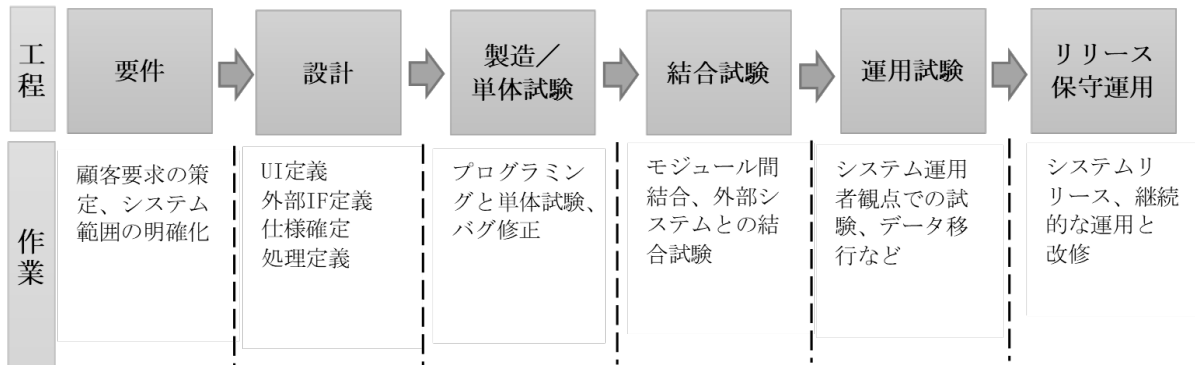 工程
要件
設計
製造／
単体試験
結合試験
運用試験
リリース
保守運用
作業
顧客要求の策
定、システム
範囲の明確化
UI定義
外部IF定義
仕様確定
処理定義
プログラミン
グと単体試験、
バグ修正
モジュール間
結合、外部シ
ステムとの結
合試験
システム運用
者観点での試
験、データ移
行など
システムリ
リース、継続
的な運用と
改修